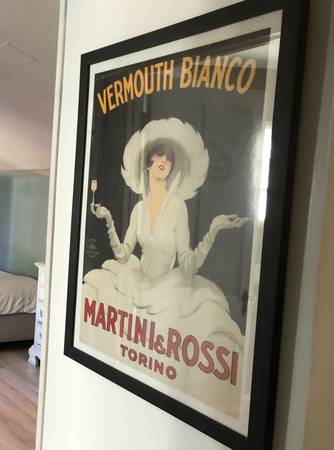 VERMOUTH BIANCO
MARTINI & ROSSI
TORINO